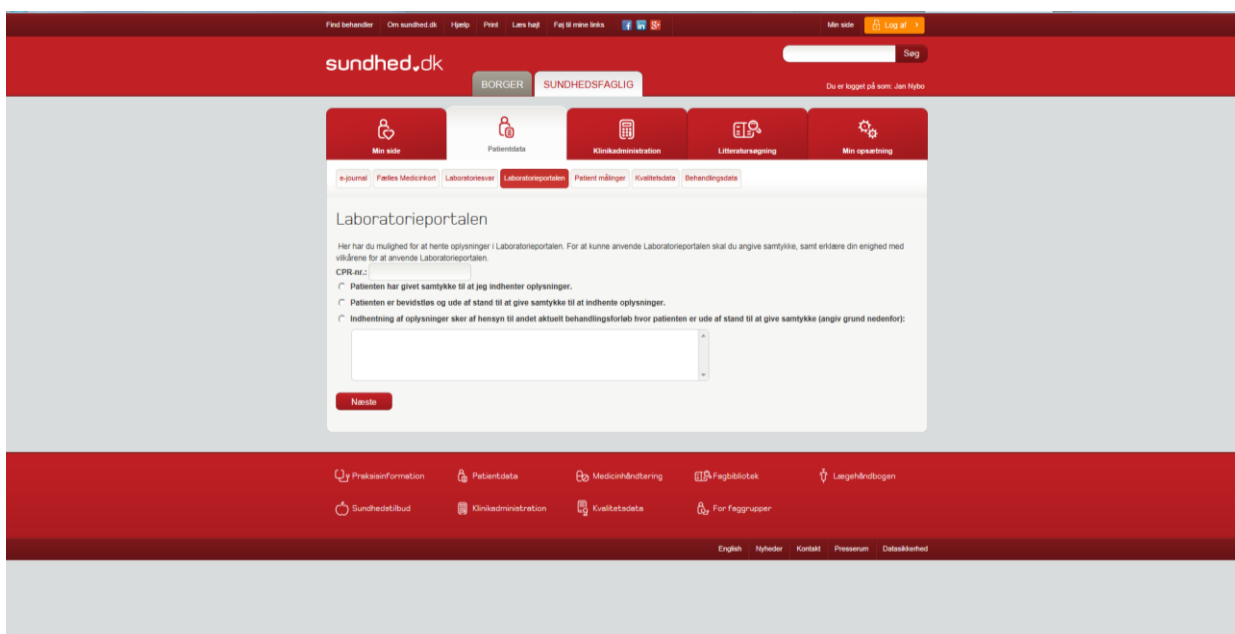 Find behandler Om sundhed.dk Hjælp Print Læs højt Føj til mine links Min side Log af
sundhed.dk
Søg
BORGER SUNDHEDSFAGLIG
Du er logget på som: Jan Nybo
Min side Patientdata Klinikadministration Litteratursøgning Min opsætning
e-journal Fælles Medicinkort Laboratoriesvar Laboratorieportalen Patient målinger Kvalitetsdata Behandlingsdata
Laboratorieportalen
Her har du mulighed for at hente oplysninger i Laboratorieportalen. For at kunne anvende Laboratorieportalen skal du angive samtykke, samt erklære din enighed med
vilkårene for at anvende Laboratorieportalen.
CPR-nr.:
Patienten har givet samtykke til at jeg indhenter oplysninger.
Patienten er bevidstløs og ude af stand til at give samtykke til at indhente oplysninger.
Indhentning af oplysninger sker af hensyn til andet aktuelt behandlingsforløb hvor patienten er ude af stand til at give samtykke (angiv grund nedenfor):
Næste
Praksisinformation Patientdata Medicinhåndtering Fagbibliotek Lægehåndbogen
Sundhedstilbud Klinikadministration Kvalitetsdata For faggrupper
English Nyheder Kontakt Presserum Datasikkerhed